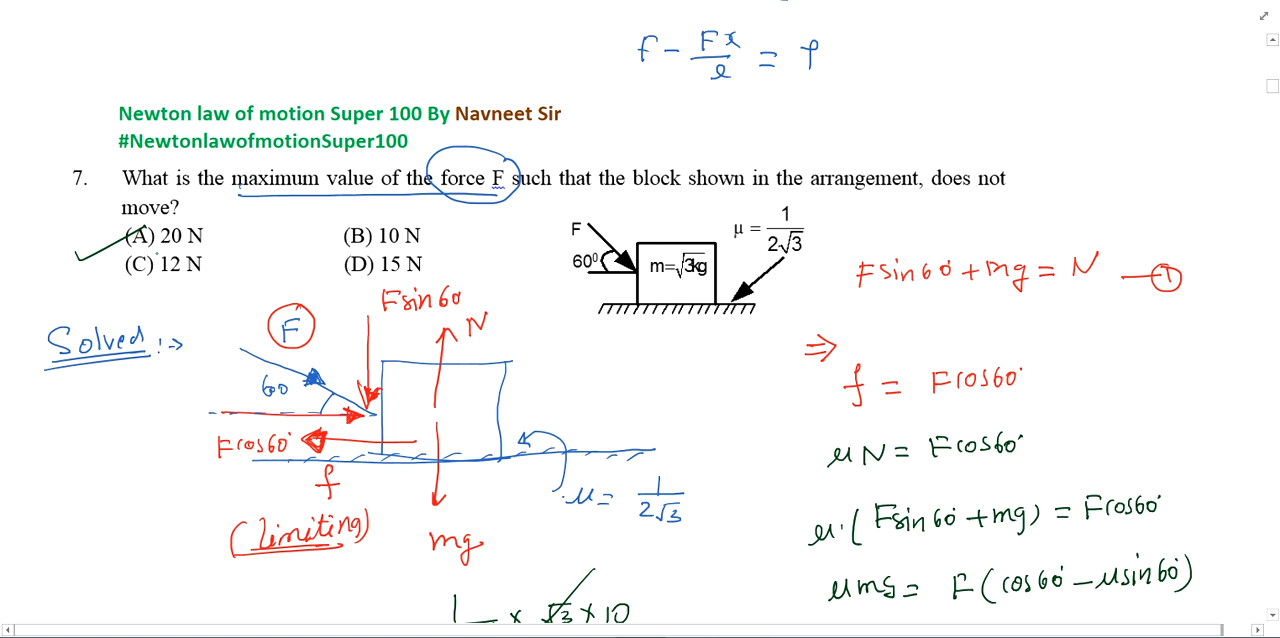 f - Fx/l = T
Newton law of motion Super 100 By Navneet Sir
#NewtonlawofmotionSuper100
7. What is the maximum value of the force F such that the block shown in the arrangement, does not
move?
(A) 20 N (B) 10 N
(C) 12 N (D) 15 N
F
60⁰
m=√3kg
μ = 1/2√3
Solved :→
F
60
Fsin60
N
Fcos60°
f
(limiting)
mg
μ = 1/2√3
Fsin60° + mg = N —①
⇒ f = Fcos60°
μN = Fcos60°
μ·(Fsin60° + mg) = Fcos60°
μmg = F(cos60° - μsin60°)
× √3 × 10